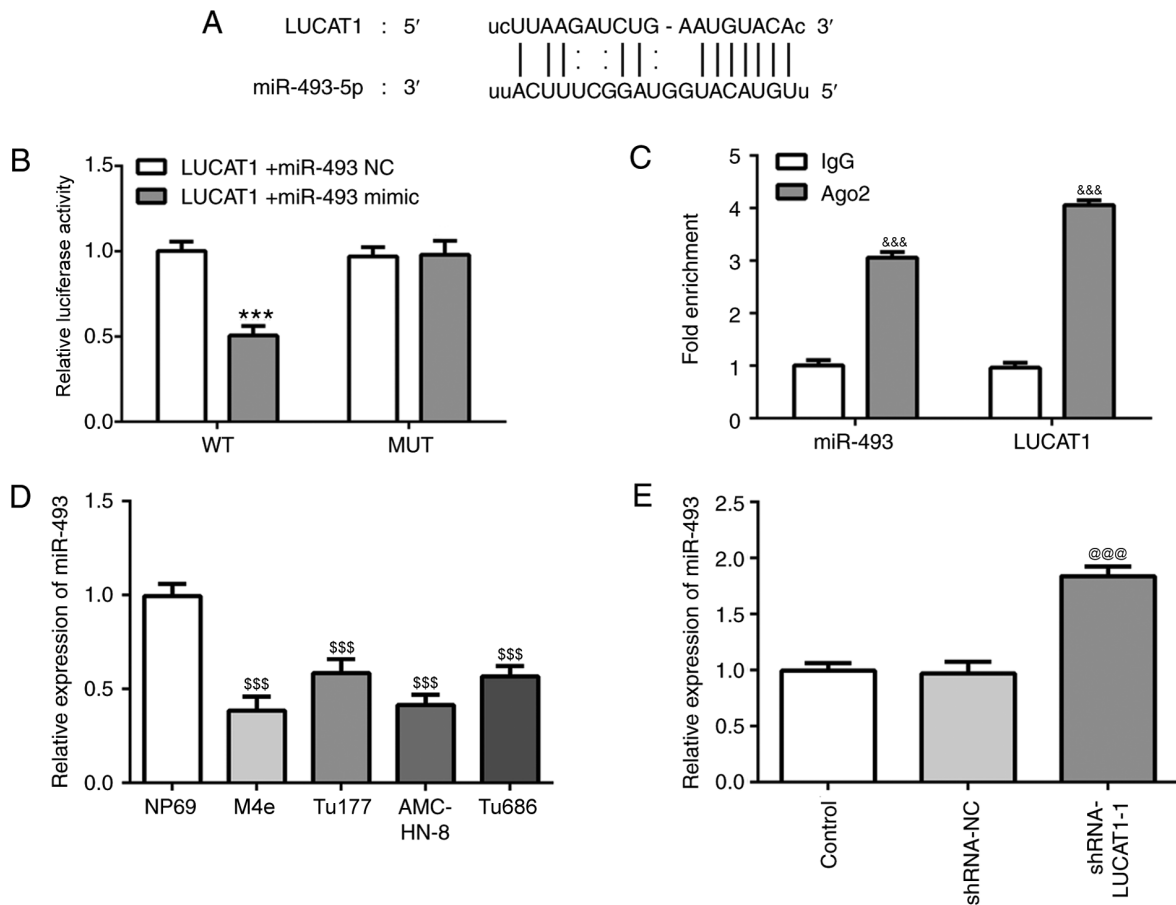 A
LUCAT1 : 5′ ucUUAAGAUCUG - AAUGUACAc 3′
miR-493-5p : 3′ uuACUUUCGGAUGGUACAUGUu 5′
B
Relative luciferase activity
1.5
1.0
0.5
0.0
LUCAT1 +miR-493 NC
LUCAT1 +miR-493 mimic
***
WT
MUT
C
Fold enrichment
5
4
3
2
1
0
IgG
Ago2
&&&
&&&
miR-493
LUCAT1
D
Relative expression of miR-493
1.5
1.0
0.5
0.0
$$$
$$$
$$$
$$$
NP69
M4e
Tu177
AMC-
HN-8
Tu686
E
Relative expression of miR-493
2.5
2.0
1.5
1.0
0.5
0.0
@@@
Control
shRNA-NC
shRNA-
LUCAT1-1